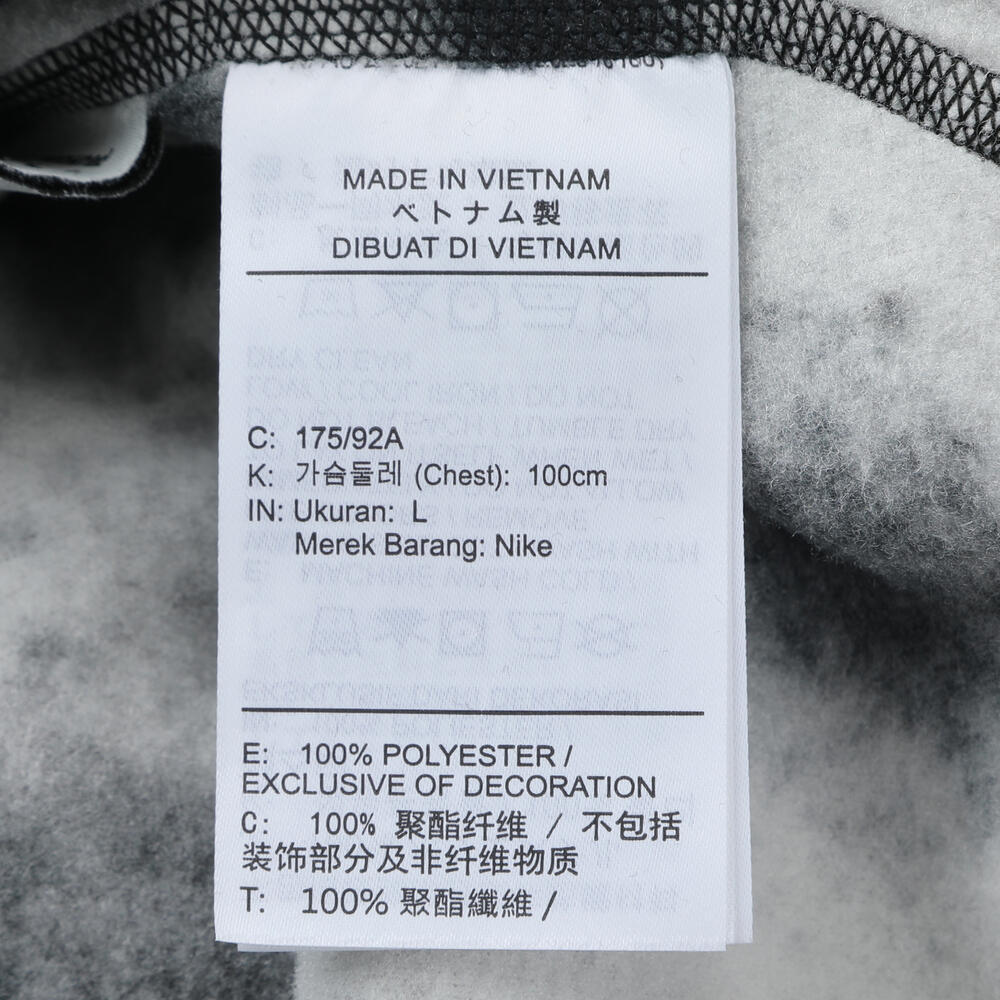 MADE IN VIETNAM
ベトナム製
DIBUAT DI VIETNAM
C: 175/92A
K: 가슴둘레 (Chest): 100cm
IN: Ukuran: L
Merek Barang: Nike
E: 100% POLYESTER /
EXCLUSIVE OF DECORATION
C: 100% 聚酯纤维 / 不包括
装饰部分及非纤维物质
T: 100% 聚酯纖維 /